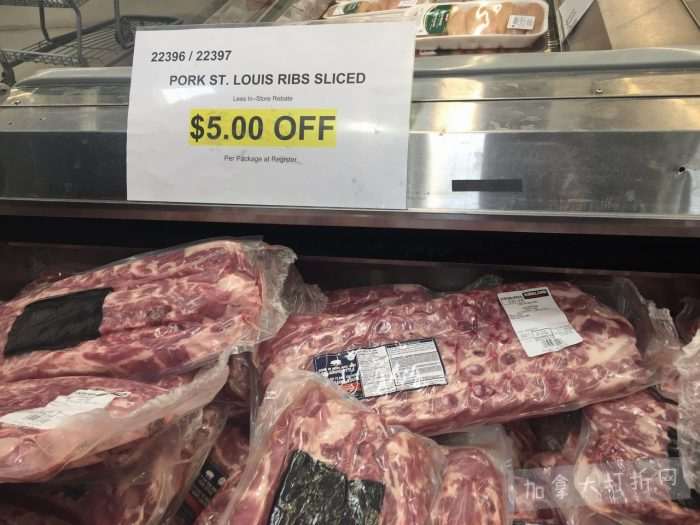 22396 / 22397
PORK ST. LOUIS RIBS SLICED
Less In-Store Rebate
$5.00 OFF
Per Package at Register.
加拿大打折网